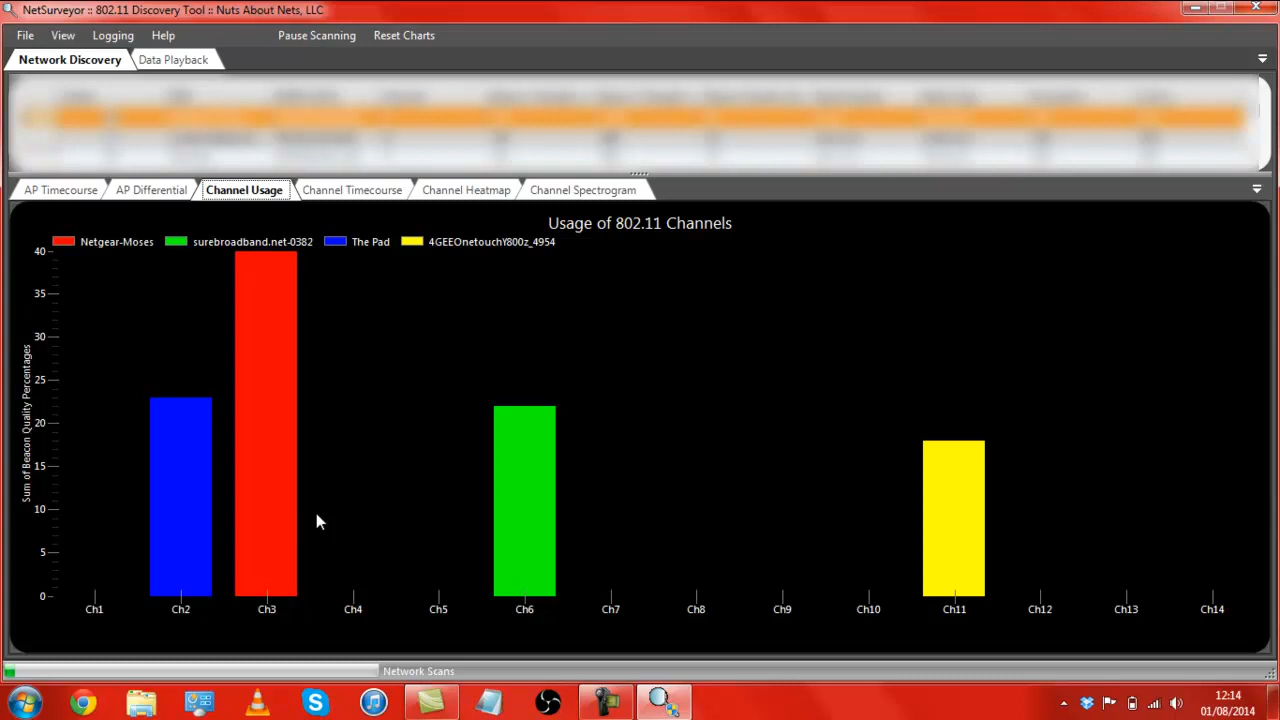 NetSurveyor :: 802.11 Discovery Tool :: Nuts About Nets, LLC
File View Logging Help Pause Scanning Reset Charts
Network Discovery Data Playback
AP Timecourse AP Differential Channel Usage Channel Timecourse Channel Heatmap Channel Spectrogram
Usage of 802.11 Channels
Netgear-Moses surebroadband.net-0382 The Pad 4GEEOnetouchY800z_4954
Sum of Beacon Quality Percentages
40
35
30
25
20
15
10
5
0
Ch1 Ch2 Ch3 Ch4 Ch5 Ch6 Ch7 Ch8 Ch9 Ch10 Ch11 Ch12 Ch13 Ch14
Network Scans
12:14
01/08/2014